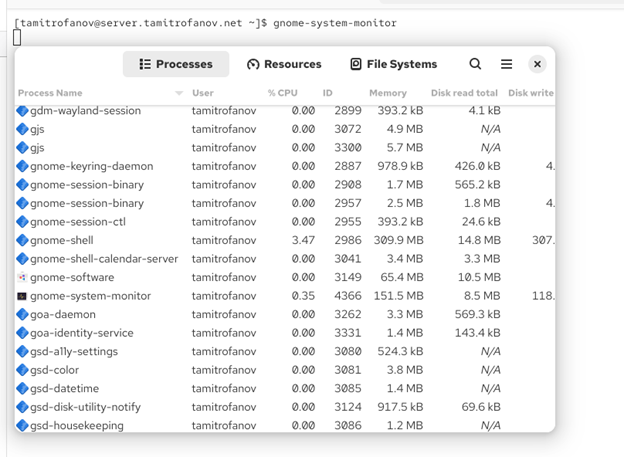 [tamitrofanov@server.tamitrofanov.net ~]$ gnome-system-monitor
Processes Resources File Systems
Process Name User % CPU ID Memory Disk read total Disk write
gdm-wayland-session tamitrofanov 0.00 2899 393.2 kB 4.1 kB
gjs tamitrofanov 0.00 3072 4.9 MB N/A
gjs tamitrofanov 0.00 3300 5.7 MB N/A
gnome-keyring-daemon tamitrofanov 0.00 2887 978.9 kB 426.0 kB 4.
gnome-session-binary tamitrofanov 0.00 2908 1.7 MB 565.2 kB
gnome-session-binary tamitrofanov 0.00 2957 2.5 MB 1.8 MB 4.
gnome-session-ctl tamitrofanov 0.00 2955 393.2 kB 24.6 kB
gnome-shell tamitrofanov 3.47 2986 309.9 MB 14.8 MB 307.
gnome-shell-calendar-server tamitrofanov 0.00 3041 3.4 MB 3.3 MB
gnome-software tamitrofanov 0.00 3149 65.4 MB 10.5 MB
gnome-system-monitor tamitrofanov 0.35 4366 151.5 MB 8.5 MB 118.
goa-daemon tamitrofanov 0.00 3262 3.3 MB 569.3 kB
goa-identity-service tamitrofanov 0.00 3331 1.4 MB 143.4 kB
gsd-a11y-settings tamitrofanov 0.00 3080 524.3 kB N/A
gsd-color tamitrofanov 0.00 3081 3.8 MB N/A
gsd-datetime tamitrofanov 0.00 3085 1.4 MB N/A
gsd-disk-utility-notify tamitrofanov 0.00 3124 917.5 kB 69.6 kB
gsd-housekeeping tamitrofanov 0.00 3086 1.2 MB N/A